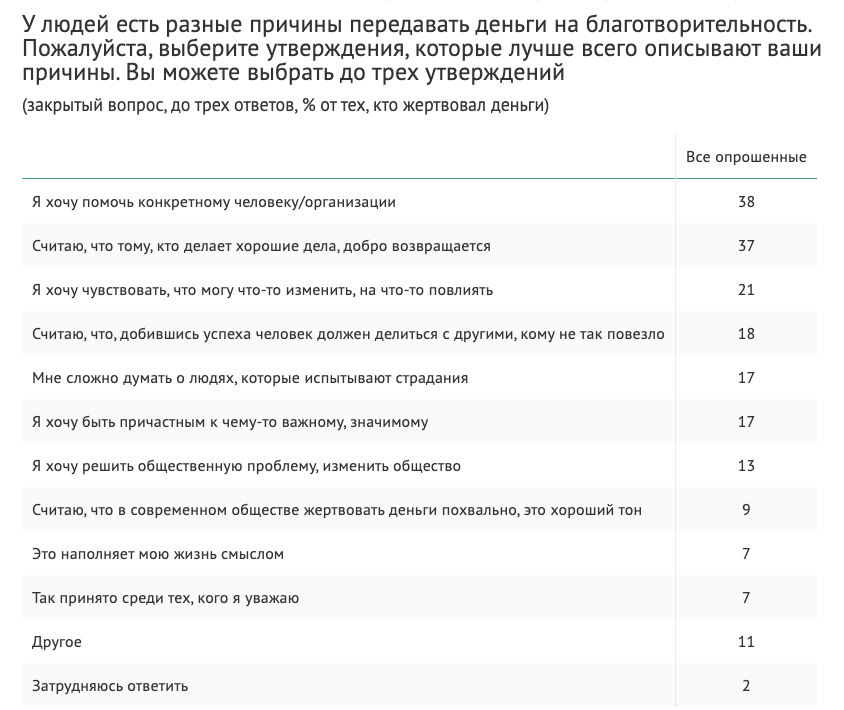 У людей есть разные причины передавать деньги на благотворительность.
Пожалуйста, выберите утверждения, которые лучше всего описывают ваши
причины. Вы можете выбрать до трех утверждений
(закрытый вопрос, до трех ответов, % от тех, кто жертвовал деньги)
Все опрошенные
Я хочу помочь конкретному человеку/организации 38
Считаю, что тому, кто делает хорошие дела, добро возвращается 37
Я хочу чувствовать, что могу что-то изменить, на что-то повлиять 21
Считаю, что, добившись успеха человек должен делиться с другими, кому не так повезло 18
Мне сложно думать о людях, которые испытывают страдания 17
Я хочу быть причастным к чему-то важному, значимому 17
Я хочу решить общественную проблему, изменить общество 13
Считаю, что в современном обществе жертвовать деньги похвально, это хороший тон 9
Это наполняет мою жизнь смыслом 7
Так принято среди тех, кого я уважаю 7
Другое 11
Затрудняюсь ответить 2